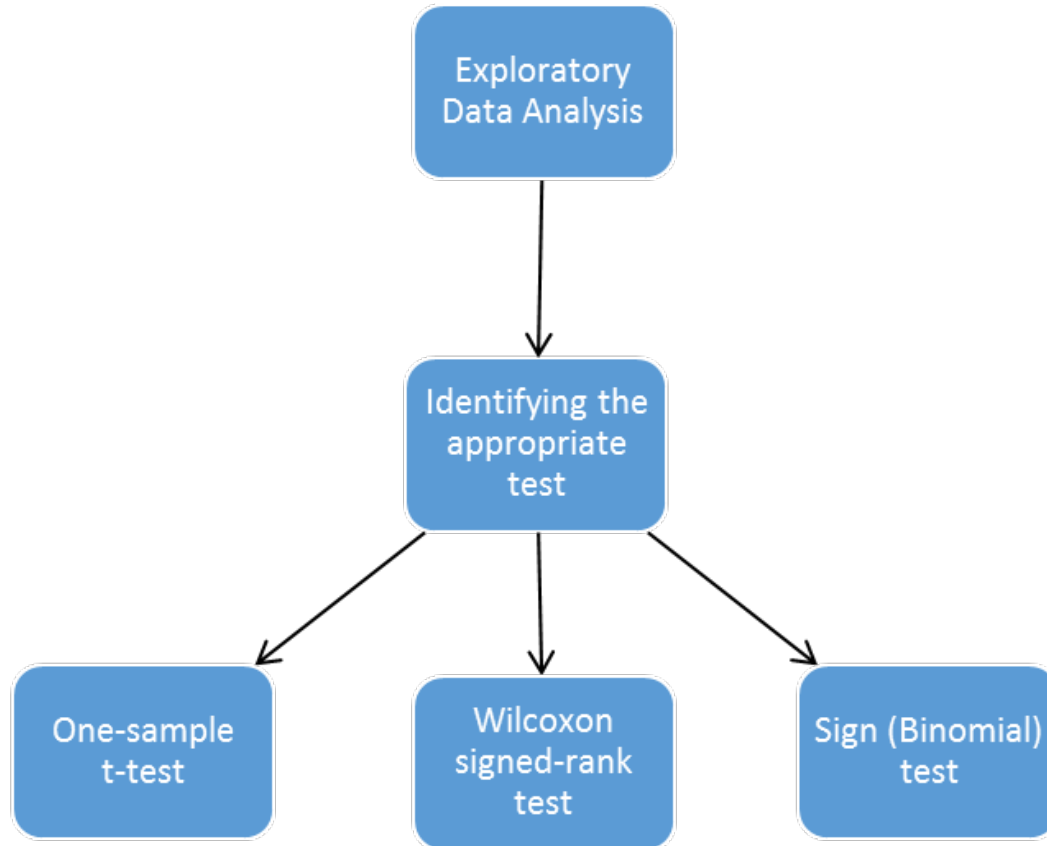 Exploratory
Data Analysis
Identifying the
appropriate
test
One-sample
t-test
Wilcoxon
signed-rank
test
Sign (Binomial)
test